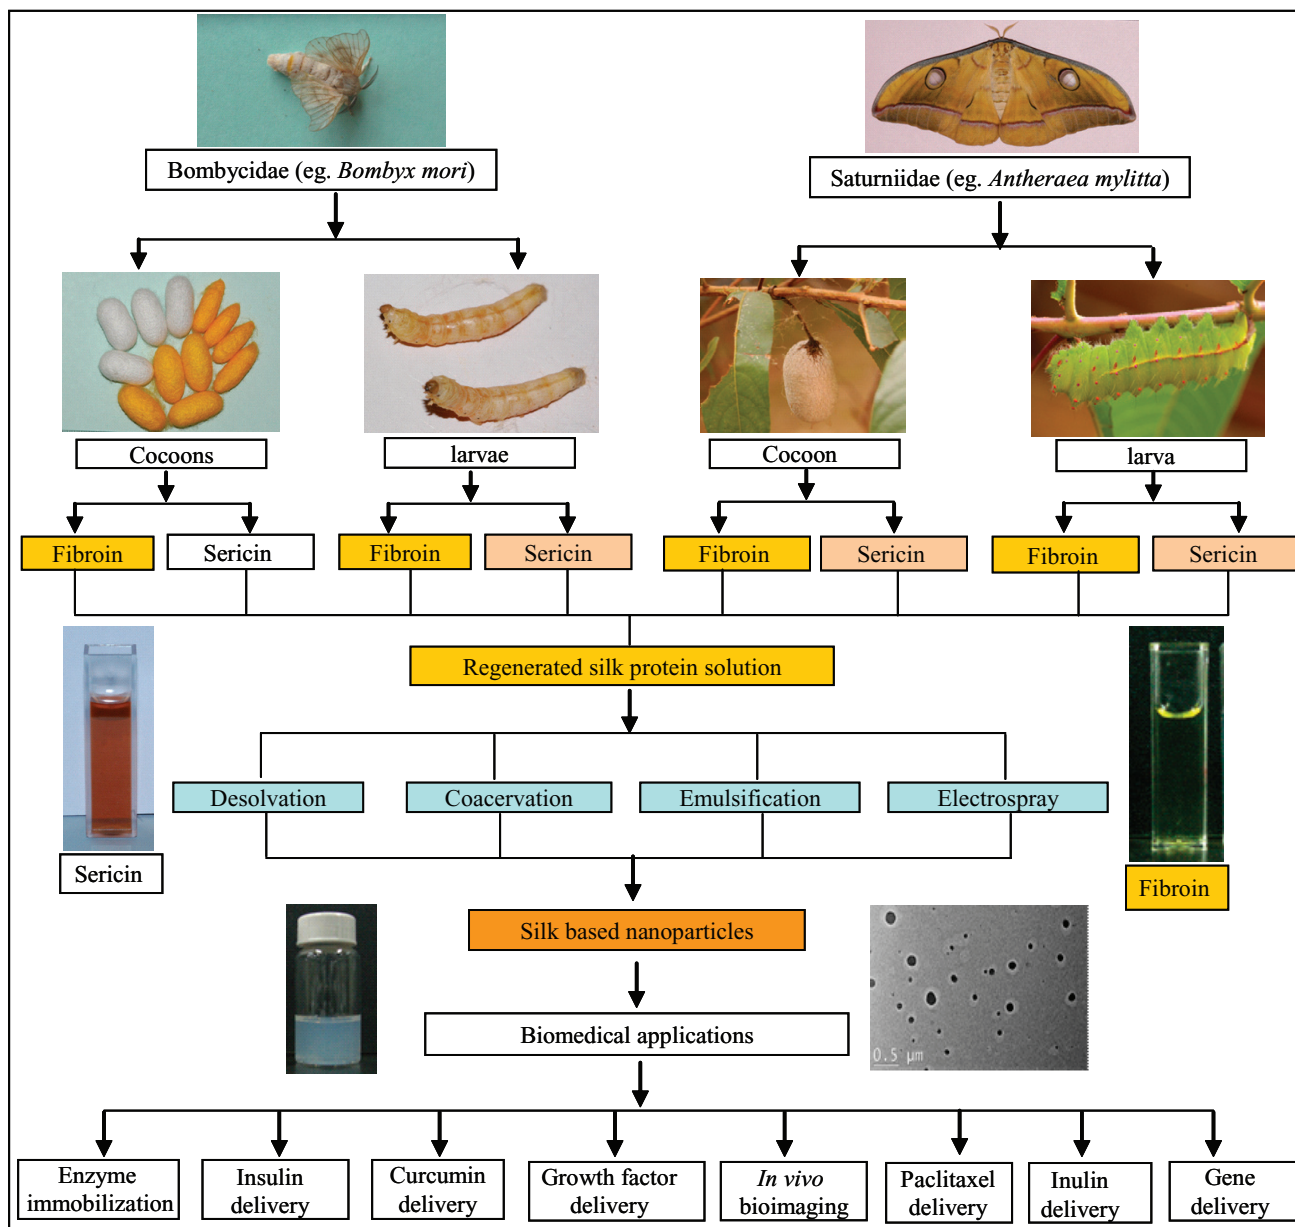 Bombycidae (eg. Bombyx mori)
Saturniidae (eg. Antheraea mylitta)
Cocoons
larvae
Cocoon
larva
Fibroin
Sericin
Fibroin
Sericin
Fibroin
Sericin
Fibroin
Sericin
Regenerated silk protein solution
Desolvation
Coacervation
Emulsification
Electrospray
Sericin
Fibroin
Silk based nanoparticles
Biomedical applications
0.5 µm
Enzyme
immobilization
Insulin
delivery
Curcumin
delivery
Growth factor
delivery
In vivo
bioimaging
Paclitaxel
delivery
Inulin
delivery
Gene
delivery